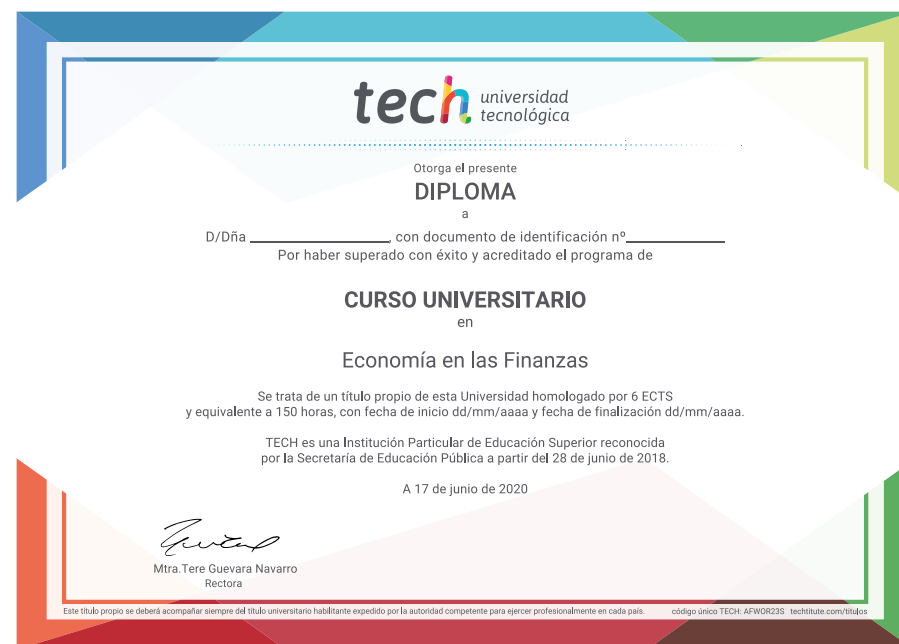 tech universidad
tecnológica
Otorga el presente
DIPLOMA
a
D/Dña ____________________, con documento de identificación nº______________
Por haber superado con éxito y acreditado el programa de
CURSO UNIVERSITARIO
en
Economía en las Finanzas
Se trata de un título propio de esta Universidad homologado por 6 ECTS
y equivalente a 150 horas, con fecha de inicio dd/mm/aaaa y fecha de finalización dd/mm/aaaa.
TECH es una Institución Particular de Educación Superior reconocida
por la Secretaría de Educación Pública a partir del 28 de junio de 2018.
A 17 de junio de 2020
Mtra.Tere Guevara Navarro
Rectora
Este título propio se deberá acompañar siempre del título universitario habilitante expedido por la autoridad competente para ejercer profesionalmente en cada país. código único TECH: AFWOR23S techtitute.com/titulos